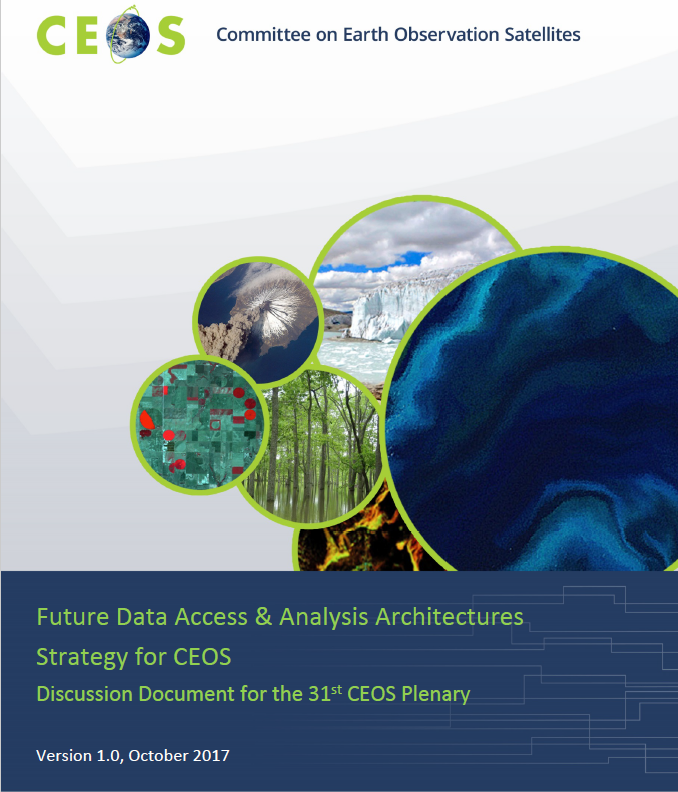 CEOS
Committee on Earth Observation Satellites
Future Data Access & Analysis Architectures
Strategy for CEOS
Discussion Document for the 31st CEOS Plenary
Version 1.0, October 2017